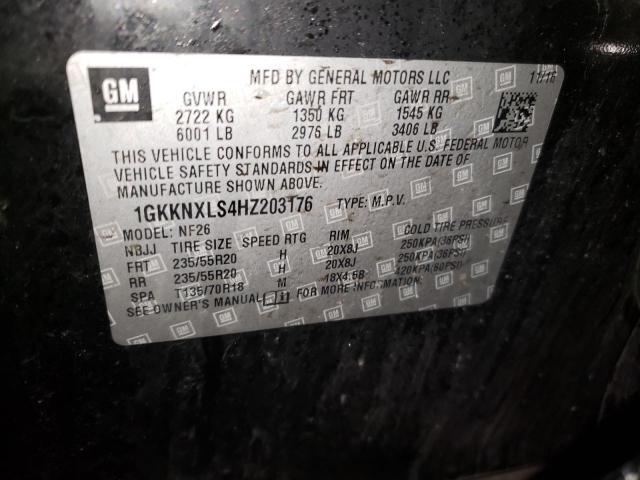 GM
MFD BY GENERAL MOTORS LLC 11/16
GVWR GAWR FRT GAWR RR
2722 KG 1350 KG 1545 KG
6001 LB 2976 LB 3406 LB
THIS VEHICLE CONFORMS TO ALL APPLICABLE U.S. FEDERAL MOTOR
VEHICLE SAFETY STANDARDS IN EFFECT ON THE DATE OF
MANUFACTURE SHOWN ABOVE.
1GKKNXLS4HZ203176 TYPE: M.P.V.
MODEL: NF26
NBJJ TIRE SIZE SPEED RTG RIM COLD TIRE PRESSURE
FRT 235/55R20 H 20X8J 250KPA(36PSI)
RR 235/55R20 H 20X8J 250KPA(36PSI)
SPA T135/70R18 M 18X4.5B 420KPA(60PSI)
SEE OWNER'S MANUAL